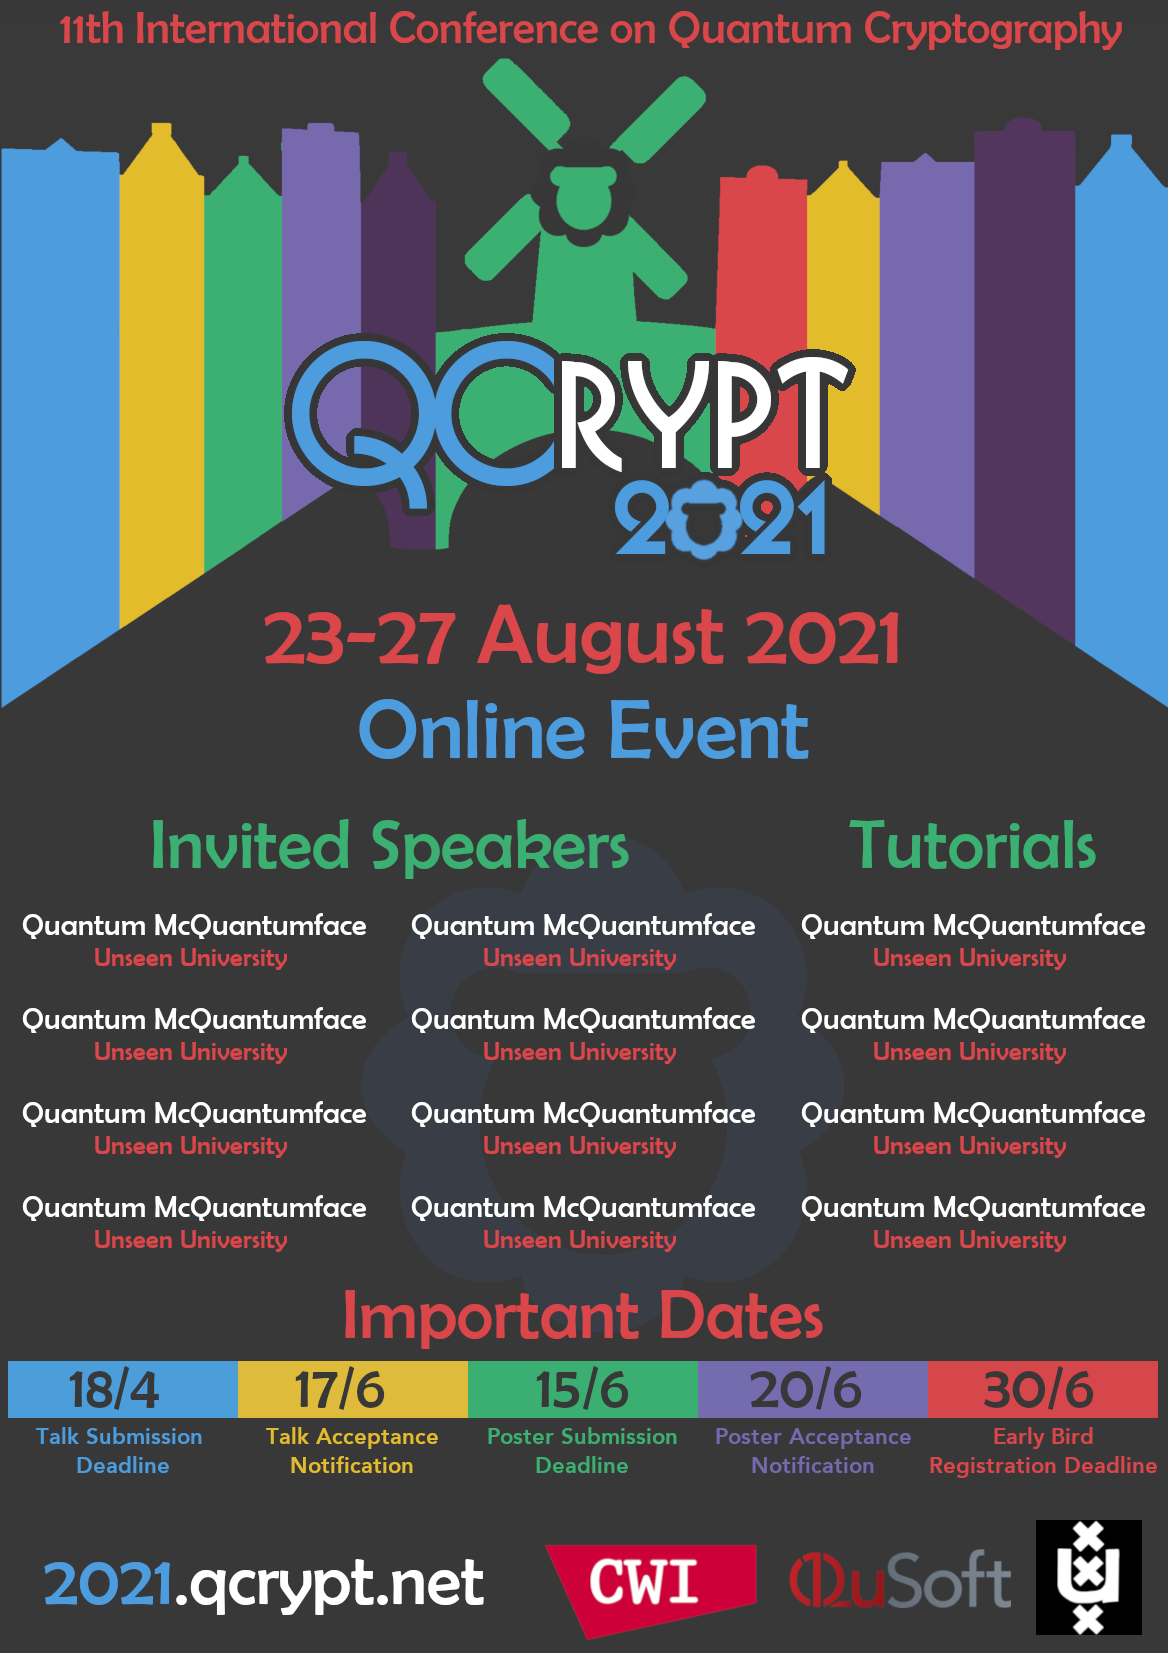 11th International Conference on Quantum Cryptography
QCRYPT
2021
23-27 August 2021
Online Event
Invited Speakers
Quantum McQuantumface
Unseen University
Quantum McQuantumface
Unseen University
Quantum McQuantumface
Unseen University
Quantum McQuantumface
Unseen University
Quantum McQuantumface
Unseen University
Quantum McQuantumface
Unseen University
Quantum McQuantumface
Unseen University
Quantum McQuantumface
Unseen University
Tutorials
Quantum McQuantumface
Unseen University
Quantum McQuantumface
Unseen University
Quantum McQuantumface
Unseen University
Quantum McQuantumface
Unseen University
Important Dates
18/4
Talk Submission
Deadline
17/6
Talk Acceptance
Notification
15/6
Poster Submission
Deadline
20/6
Poster Acceptance
Notification
30/6
Early Bird
Registration Deadline
2021.qcrypt.net
CWI
QuSoft
U